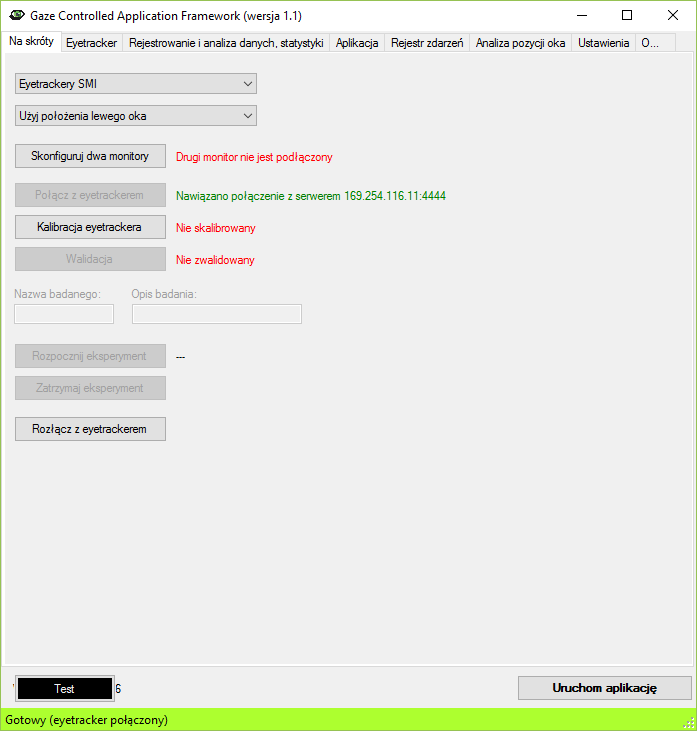 Gaze Controlled Application Framework (wersja 1.1)
Na skróty Eyetracker Rejestrowanie i analiza danych, statystyki Aplikacja Rejestr zdarzeń Analiza pozycji oka Ustawienia O...
Eyetrackery SMI
Użyj położenia lewego oka
Skonfiguruj dwa monitory Drugi monitor nie jest podłączony
Połącz z eyetrackerem Nawiązano połączenie z serwerem 169.254.116.11:4444
Kalibracja eyetrackera Nie skalibrowany
Walidacja Nie zwalidowany
Nazwa badanego: Opis badania:
Rozpocznij eksperyment ---
Zatrzymaj eksperyment
Rozłącz z eyetrackerem
Test 6 Uruchom aplikację
Gotowy (eyetracker połączony)